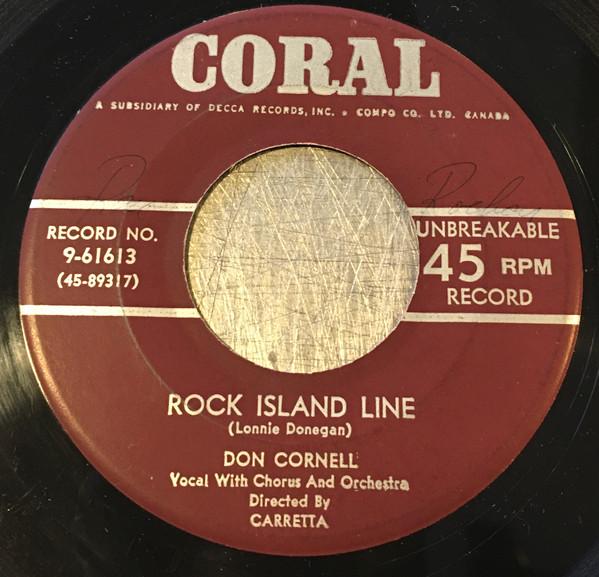 CORAL
A SUBSIDIARY OF DECCA RECORDS, INC. • COMPO CO. LTD. CANADA
RECORD NO.
9-61613
(45-89317)
UNBREAKABLE
45 RPM
RECORD
ROCK ISLAND LINE
(Lonnie Donegan)
DON CORNELL
Vocal With Chorus And Orchestra
Directed By
CARRETTA